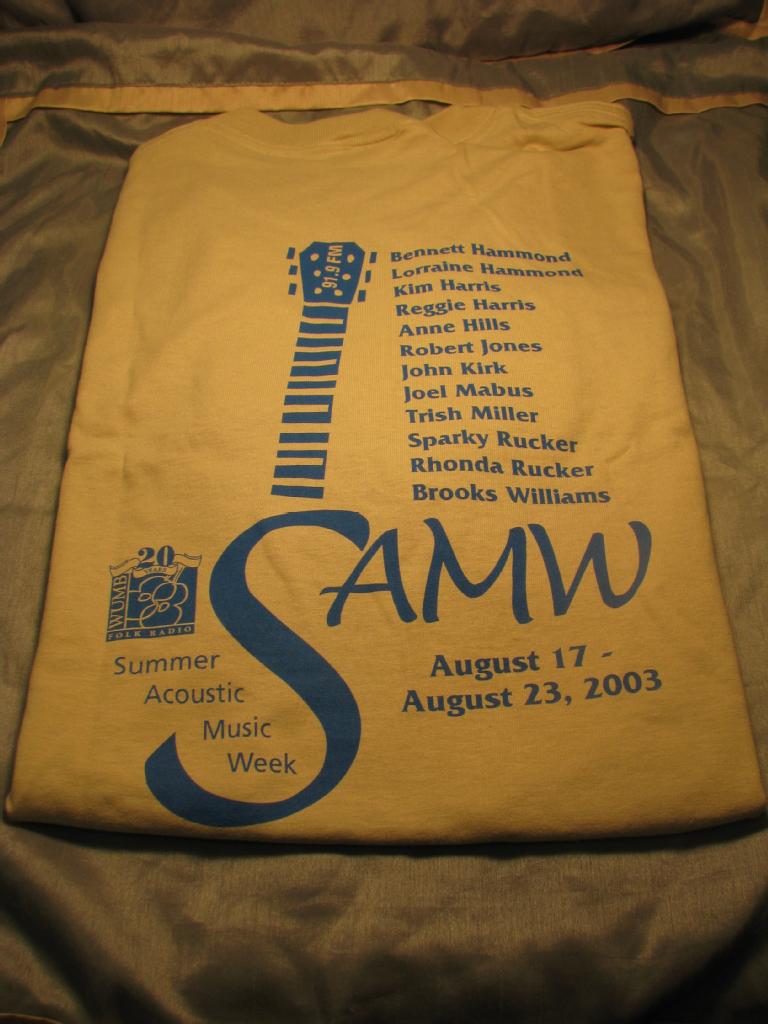 91.9 FM
Bennett Hammond
Lorraine Hammond
Kim Harris
Reggie Harris
Anne Hills
Robert Jones
John Kirk
Joel Mabus
Trish Miller
Sparky Rucker
Rhonda Rucker
Brooks Williams
SAMW
20
YEARS
WUMB
FOLK RADIO
Summer
Acoustic
Music
Week
August 17 -
August 23, 2003